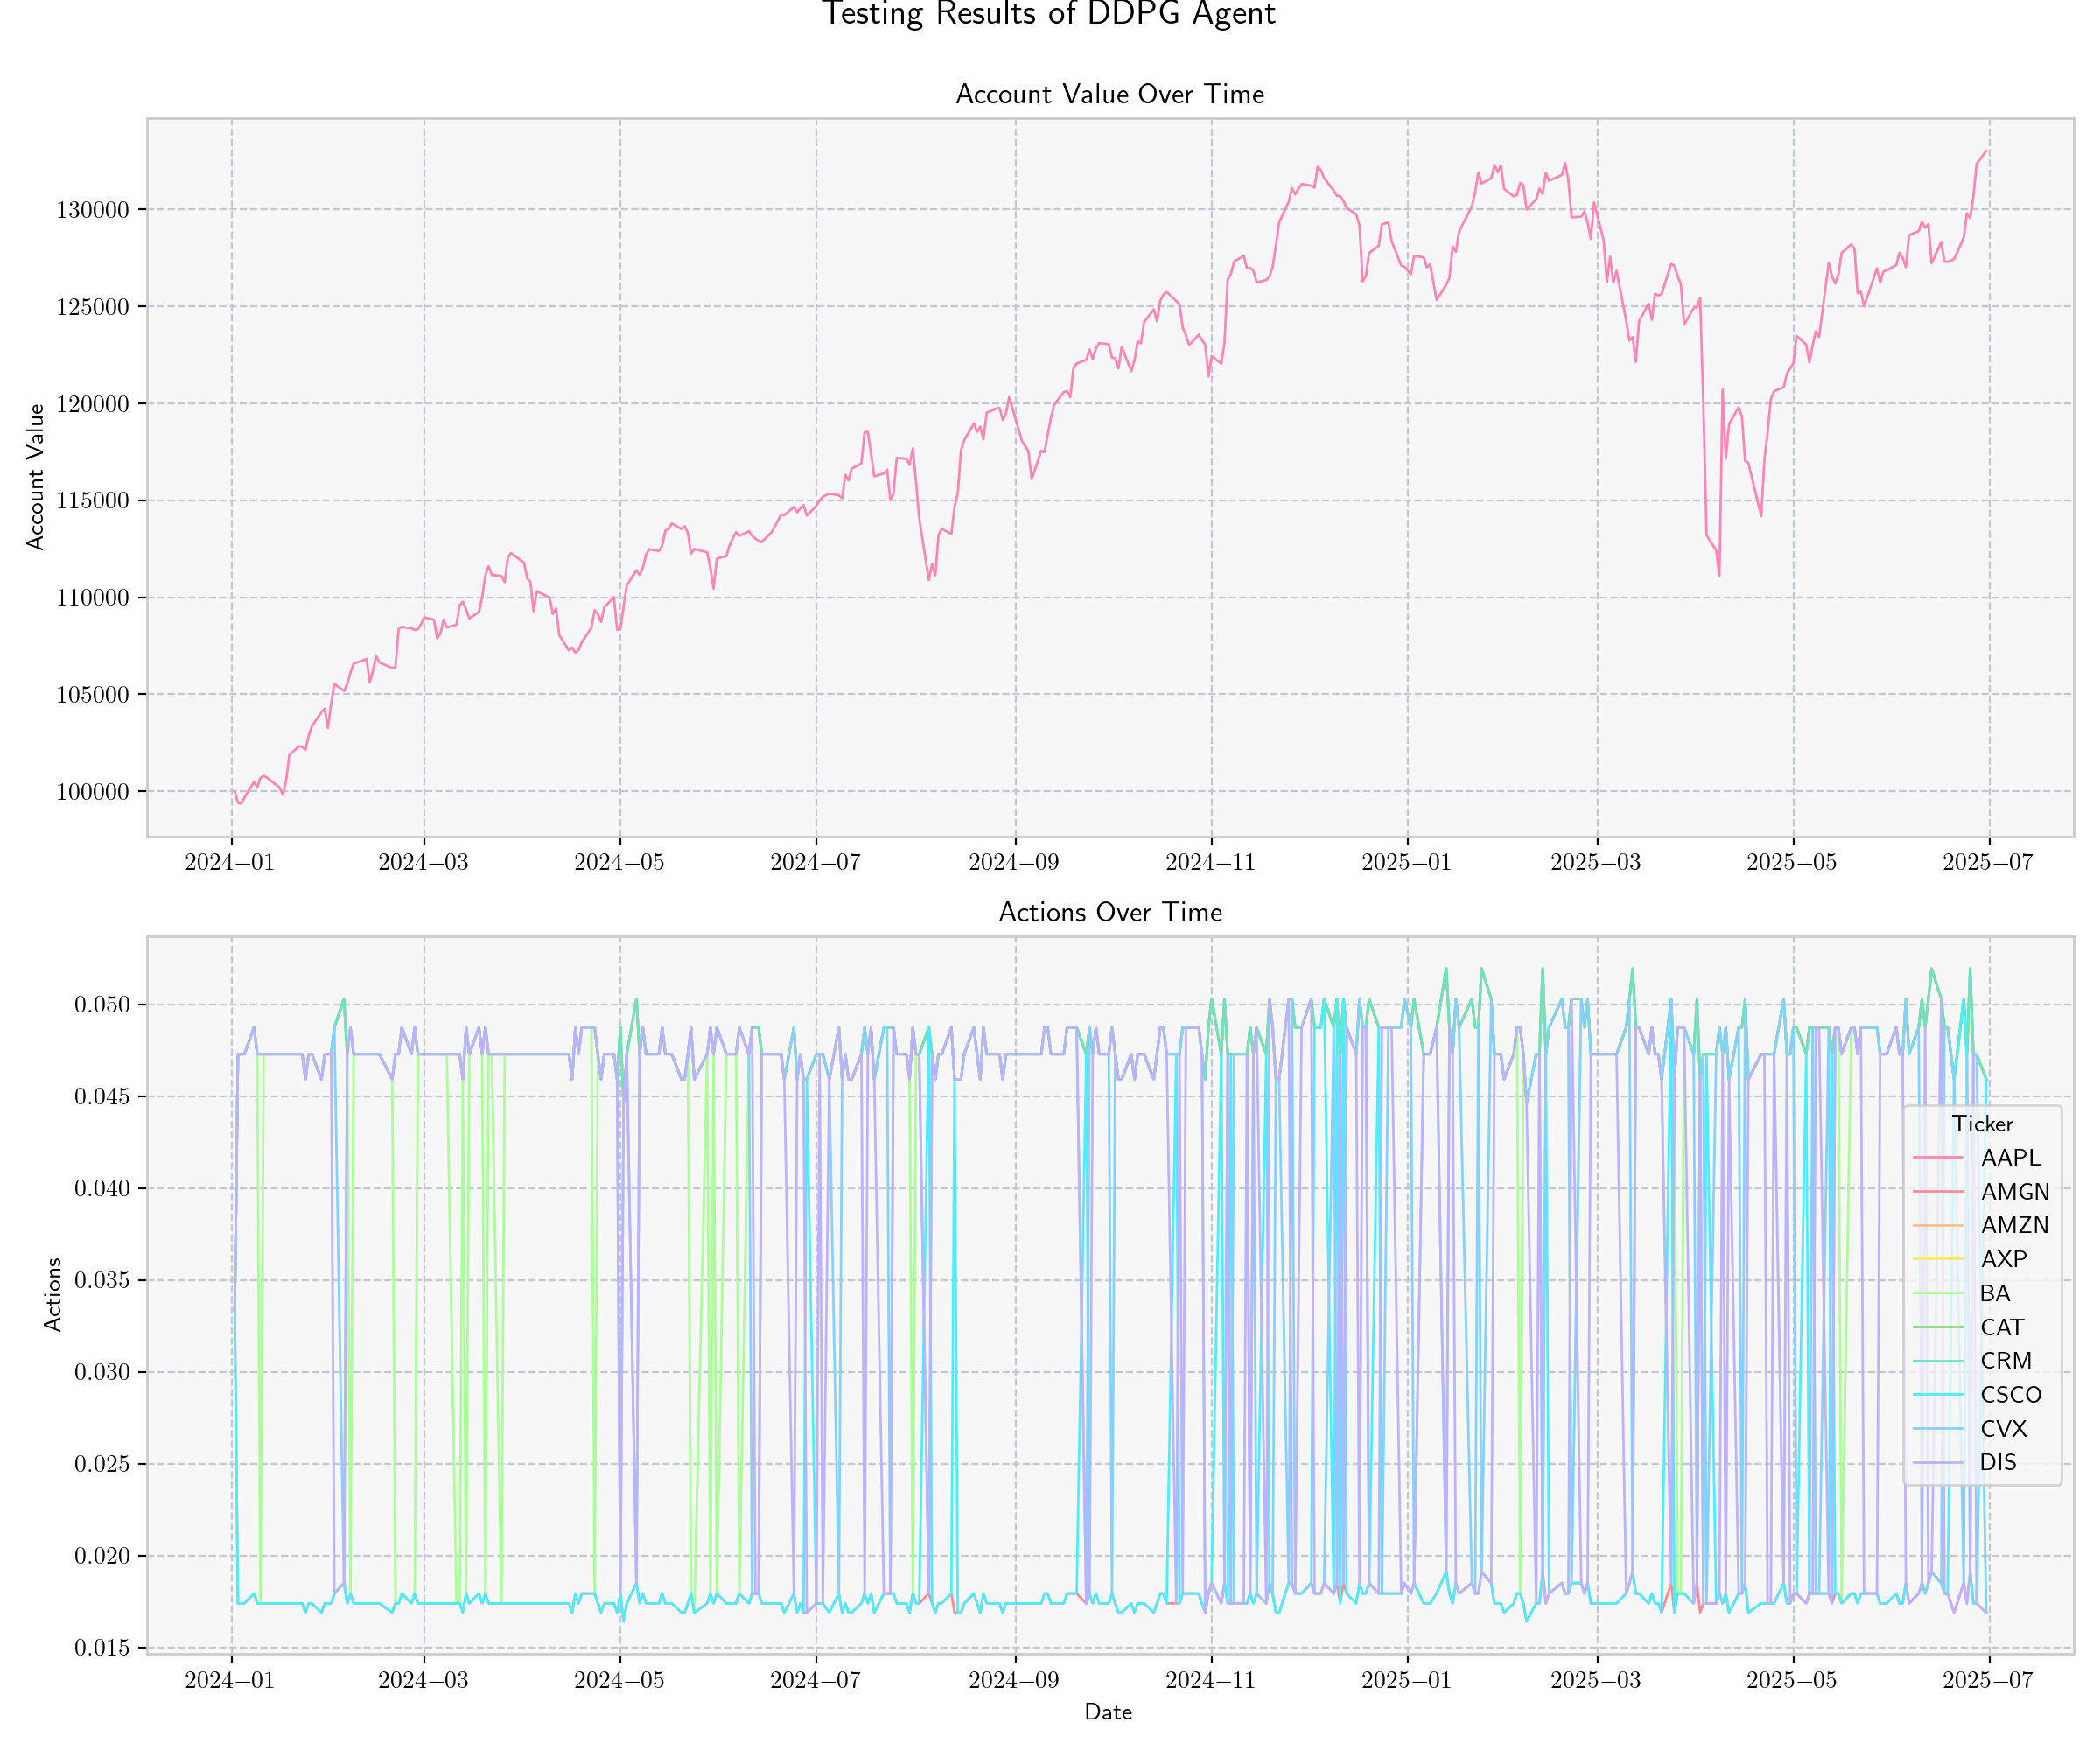 Testing Results of DDPG Agent
Account Value Over Time
Account Value
130000
125000
120000
115000
110000
105000
100000
2024−01 2024−03 2024−05 2024−07 2024−09 2024−11 2025−01 2025−03 2025−05 2025−07
Actions Over Time
Actions
0.050
0.045
0.040
0.035
0.030
0.025
0.020
0.015
Ticker
AAPL
AMGN
AMZN
AXP
BA
CAT
CRM
CSCO
CVX
DIS
2024−01 2024−03 2024−05 2024−07 2024−09 2024−11 2025−01 2025−03 2025−05 2025−07
Date